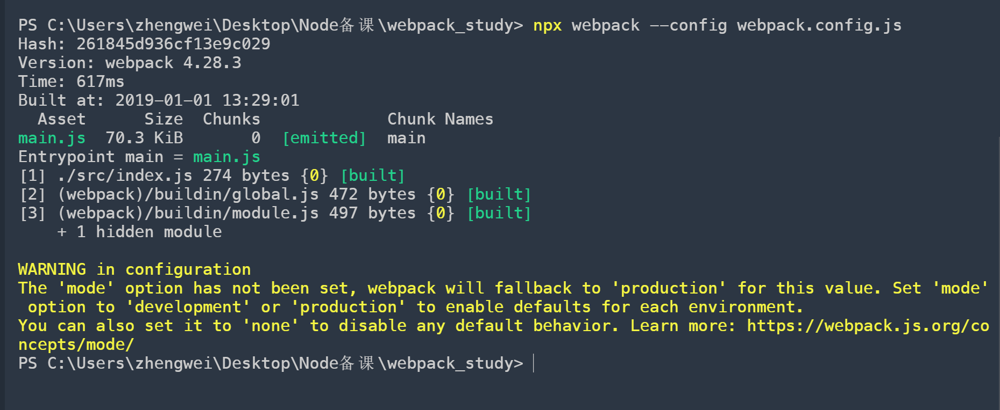 PS C:\Users\zhengwei\Desktop\Node备课\webpack_study> npx webpack --config webpack.config.js
Hash: 261845d936cf13e9c029
Version: webpack 4.28.3
Time: 617ms
Built at: 2019-01-01 13:29:01
  Asset      Size  Chunks             Chunk Names
main.js  70.3 KiB       0  [emitted]  main
Entrypoint main = main.js
[1] ./src/index.js 274 bytes {0} [built]
[2] (webpack)/buildin/global.js 472 bytes {0} [built]
[3] (webpack)/buildin/module.js 497 bytes {0} [built]
    + 1 hidden module
WARNING in configuration
The 'mode' option has not been set, webpack will fallback to 'production' for this value. Set 'mode'
 option to 'development' or 'production' to enable defaults for each environment.
You can also set it to 'none' to disable any default behavior. Learn more: https://webpack.js.org/co
ncepts/mode/
PS C:\Users\zhengwei\Desktop\Node备课\webpack_study>